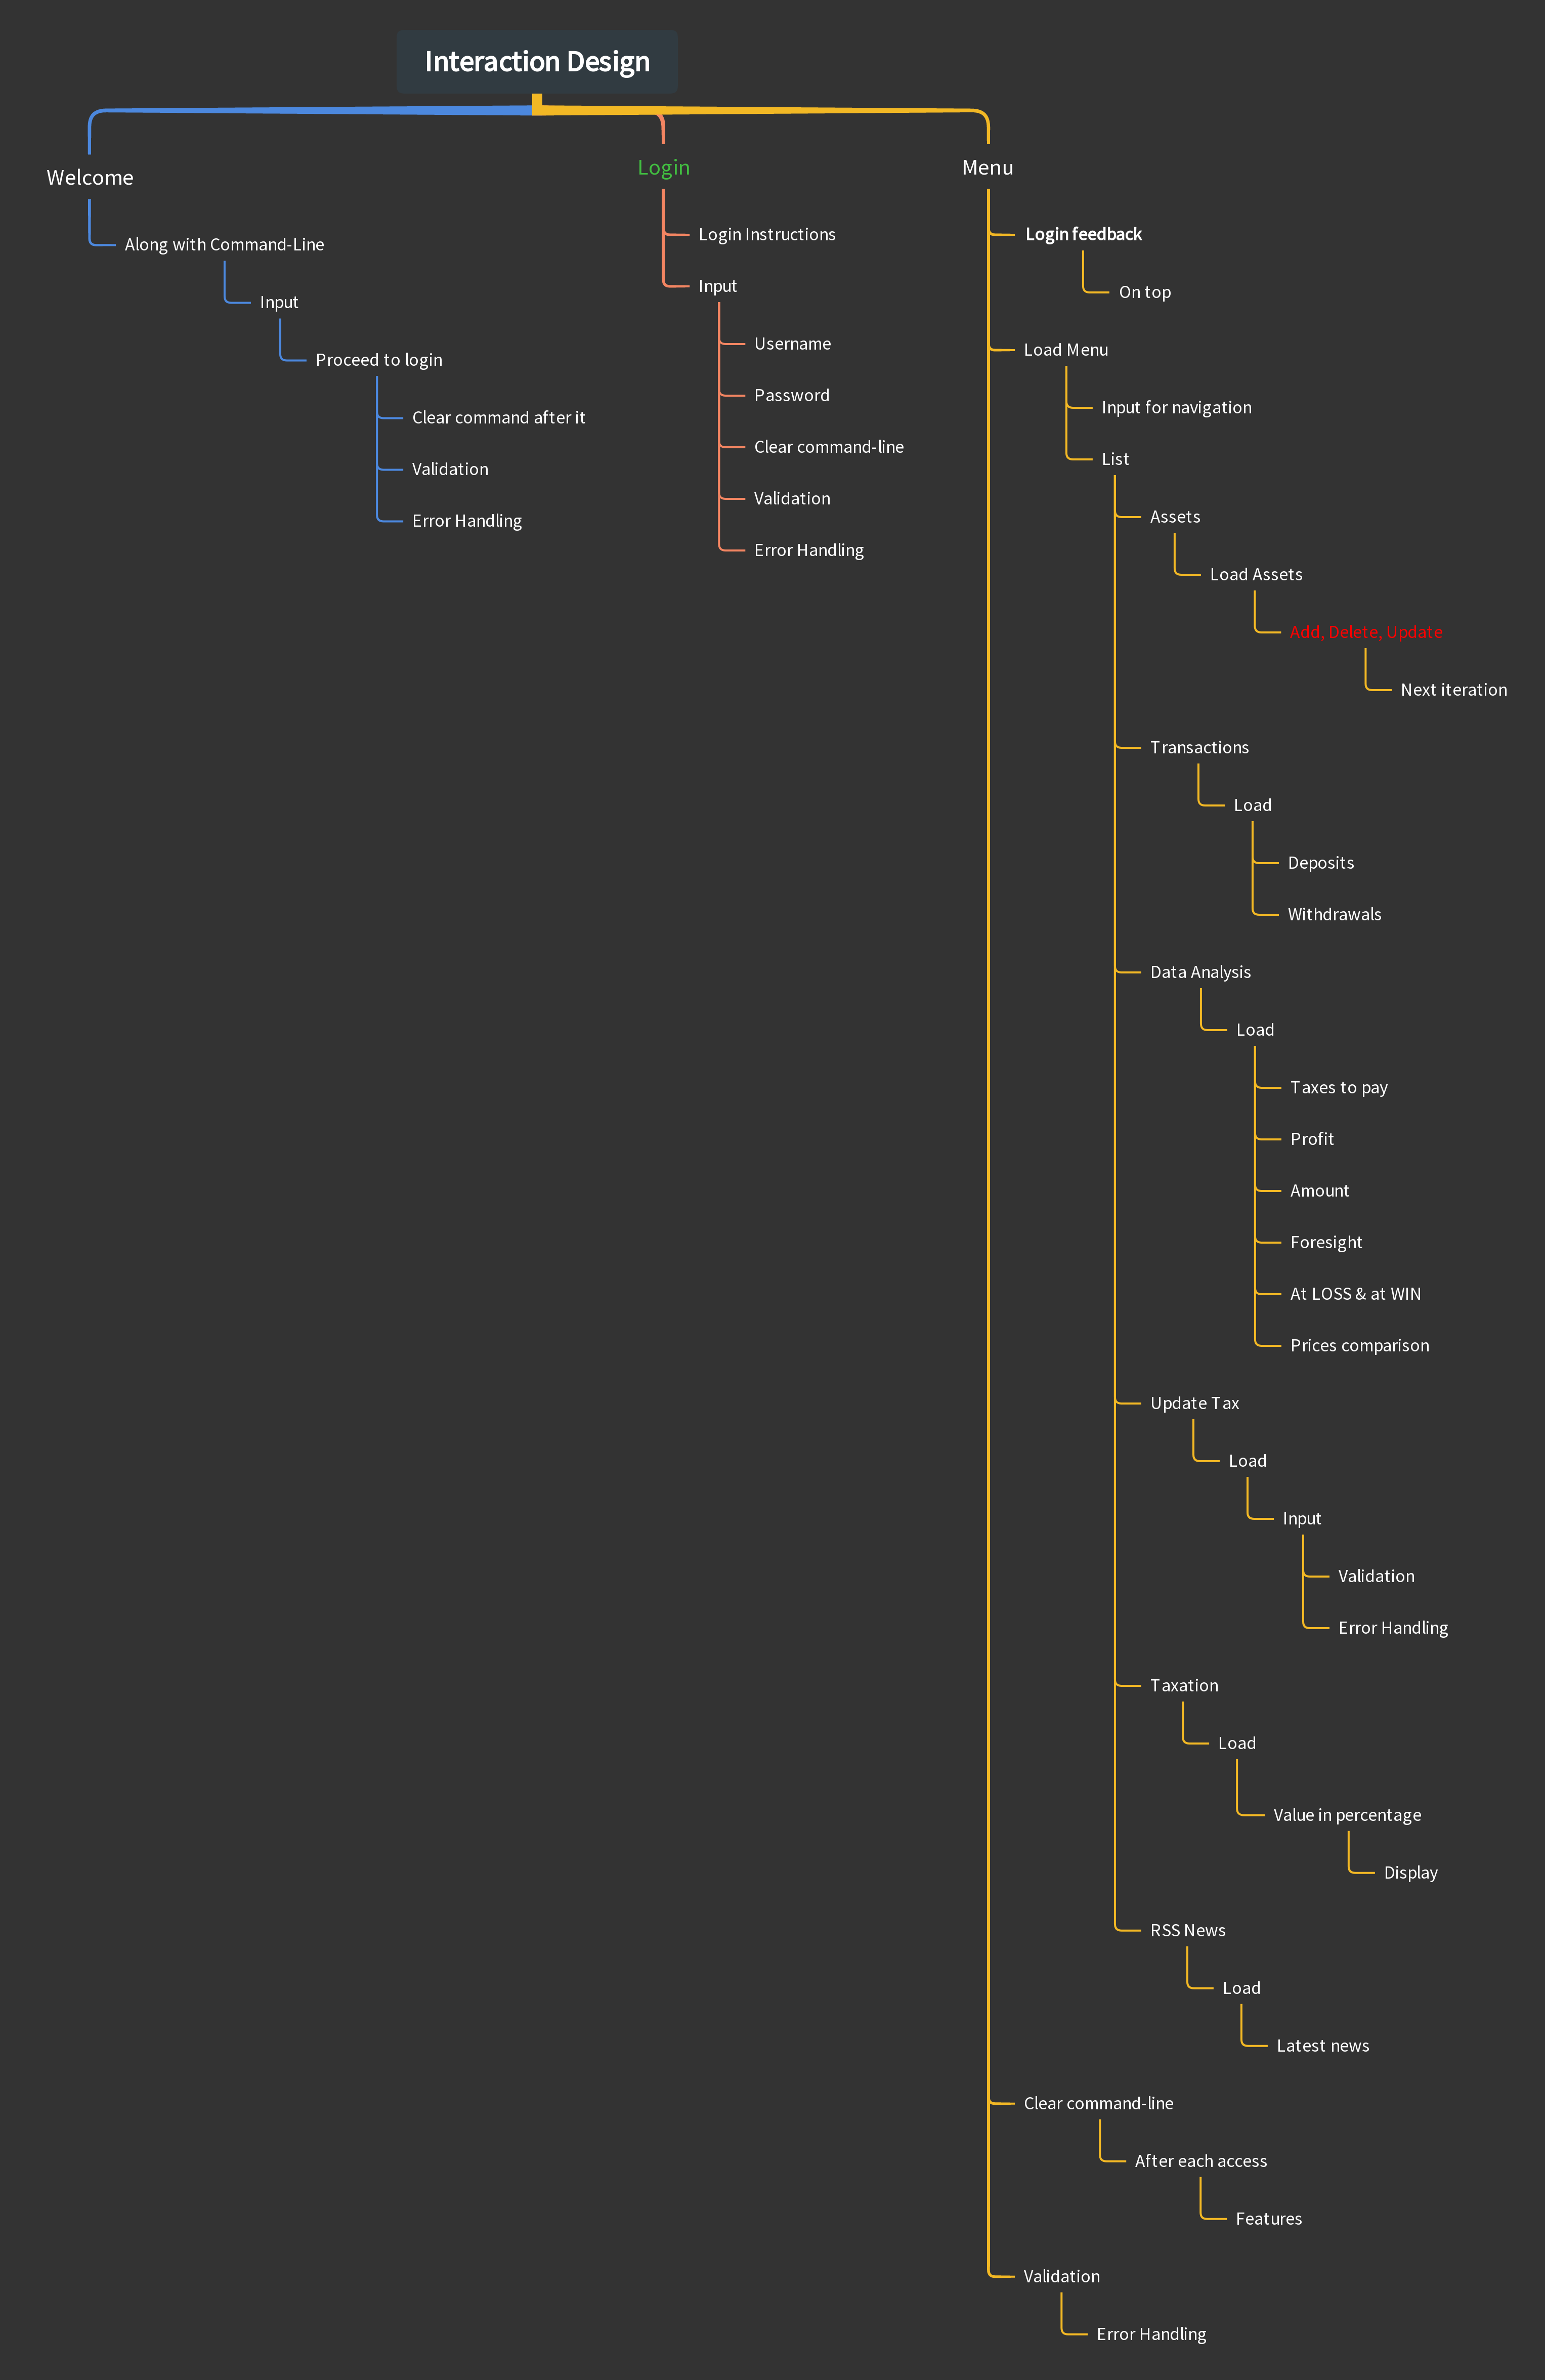 Interaction Design
Welcome
Along with Command-Line
Input
Proceed to login
Clear command after it
Validation
Error Handling
Login
Login Instructions
Input
Username
Password
Clear command-line
Validation
Error Handling
Menu
Login feedback
On top
Load Menu
Input for navigation
List
Assets
Load Assets
Add, Delete, Update
Next iteration
Transactions
Load
Deposits
Withdrawals
Data Analysis
Load
Taxes to pay
Profit
Amount
Foresight
At LOSS & at WIN
Prices comparison
Update Tax
Load
Input
Validation
Error Handling
Taxation
Load
Value in percentage
Display
RSS News
Load
Latest news
Clear command-line
After each access
Features
Validation
Error Handling